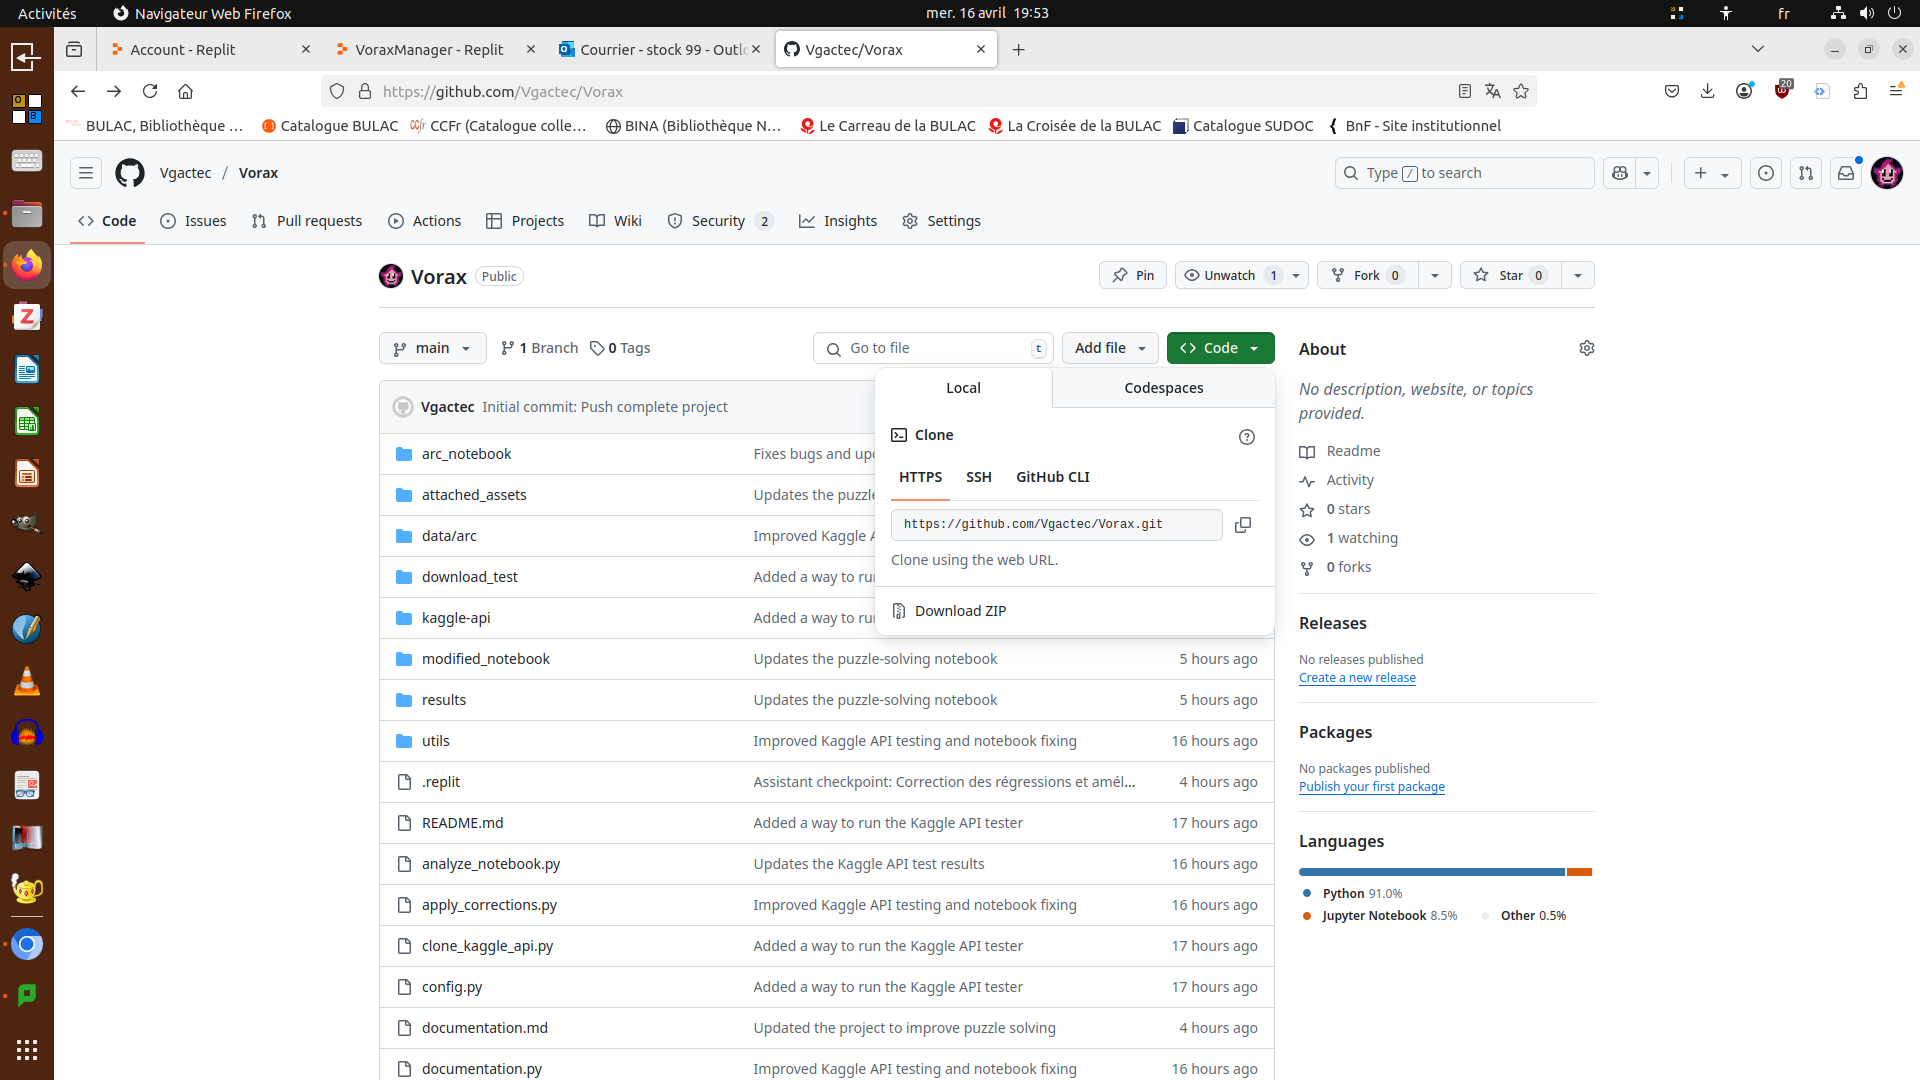 Activités
Navigateur Web Firefox
mer. 16 avril 19:53
fr
Account - Replit
VoraxManager - Replit
Courrier - stock 99 - Outlo
Vgactec/Vorax
https://github.com/Vgactec/Vorax
20
BULAC, Bibliothèque …
Catalogue BULAC
CCFr (Catalogue colle…
BINA (Bibliothèque N…
Le Carreau de la BULAC
La Croisée de la BULAC
Catalogue SUDOC
BnF - Site institutionnel
Vgactec / Vorax
Type / to search
Code
Issues
Pull requests
Actions
Projects
Wiki
Security 2
Insights
Settings
Vorax Public
Pin
Unwatch 1
Fork 0
Star 0
main
1 Branch
0 Tags
Go to file t
Add file
Code
Local
Codespaces
Clone
HTTPS
SSH
GitHub CLI
https://github.com/Vgactec/Vorax.git
Clone using the web URL.
Download ZIP
Vgactec Initial commit: Push complete project
arc_notebook Fixes bugs and upd
attached_assets Updates the puzzle
data/arc Improved Kaggle A
download_test Added a way to run
kaggle-api Added a way to run
modified_notebook Updates the puzzle-solving notebook 5 hours ago
results Updates the puzzle-solving notebook 5 hours ago
utils Improved Kaggle API testing and notebook fixing 16 hours ago
.replit Assistant checkpoint: Correction des régressions et amél… 4 hours ago
README.md Added a way to run the Kaggle API tester 17 hours ago
analyze_notebook.py Updates the Kaggle API test results 16 hours ago
apply_corrections.py Improved Kaggle API testing and notebook fixing 16 hours ago
clone_kaggle_api.py Added a way to run the Kaggle API tester 17 hours ago
config.py Added a way to run the Kaggle API tester 17 hours ago
documentation.md Updated the project to improve puzzle solving 4 hours ago
documentation.py Improved Kaggle API testing and notebook fixing 16 hours ago
About
No description, website, or topics
provided.
Readme
Activity
0 stars
1 watching
0 forks
Releases
No releases published
Create a new release
Packages
No packages published
Publish your first package
Languages
Python 91.0%
Jupyter Notebook 8.5%
Other 0.5%